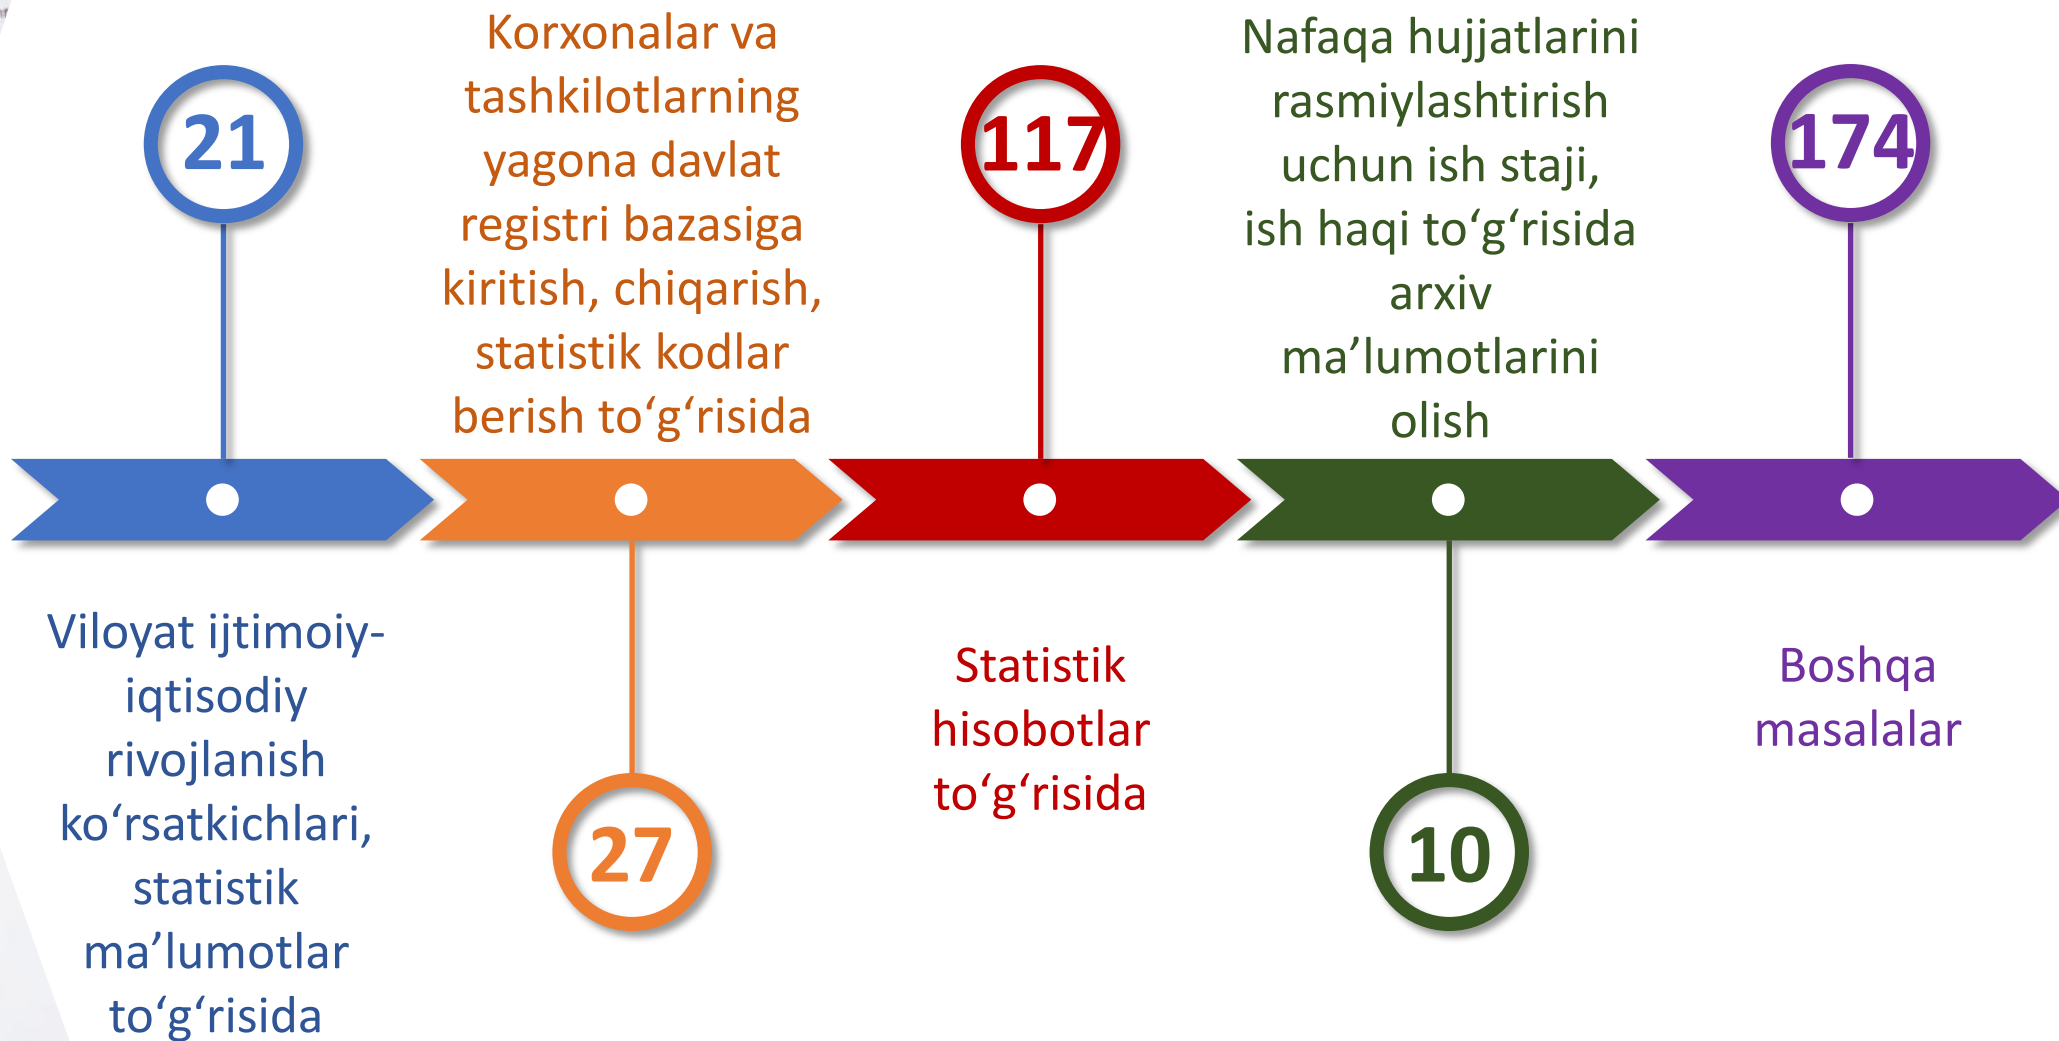 21
Viloyat ijtimoiy-
iqtisodiy
rivojlanish
ko‘rsatkichlari,
statistik
ma’lumotlar
to‘g‘risida
Korxonalar va
tashkilotlarning
yagona davlat
registri bazasiga
kiritish, chiqarish,
statistik kodlar
berish to‘g‘risida
27
117
Statistik
hisobotlar
to‘g‘risida
Nafaqa hujjatlarini
rasmiylashtirish
uchun ish staji,
ish haqi to‘g‘risida
arxiv
ma’lumotlarini
olish
10
174
Boshqa
masalalar